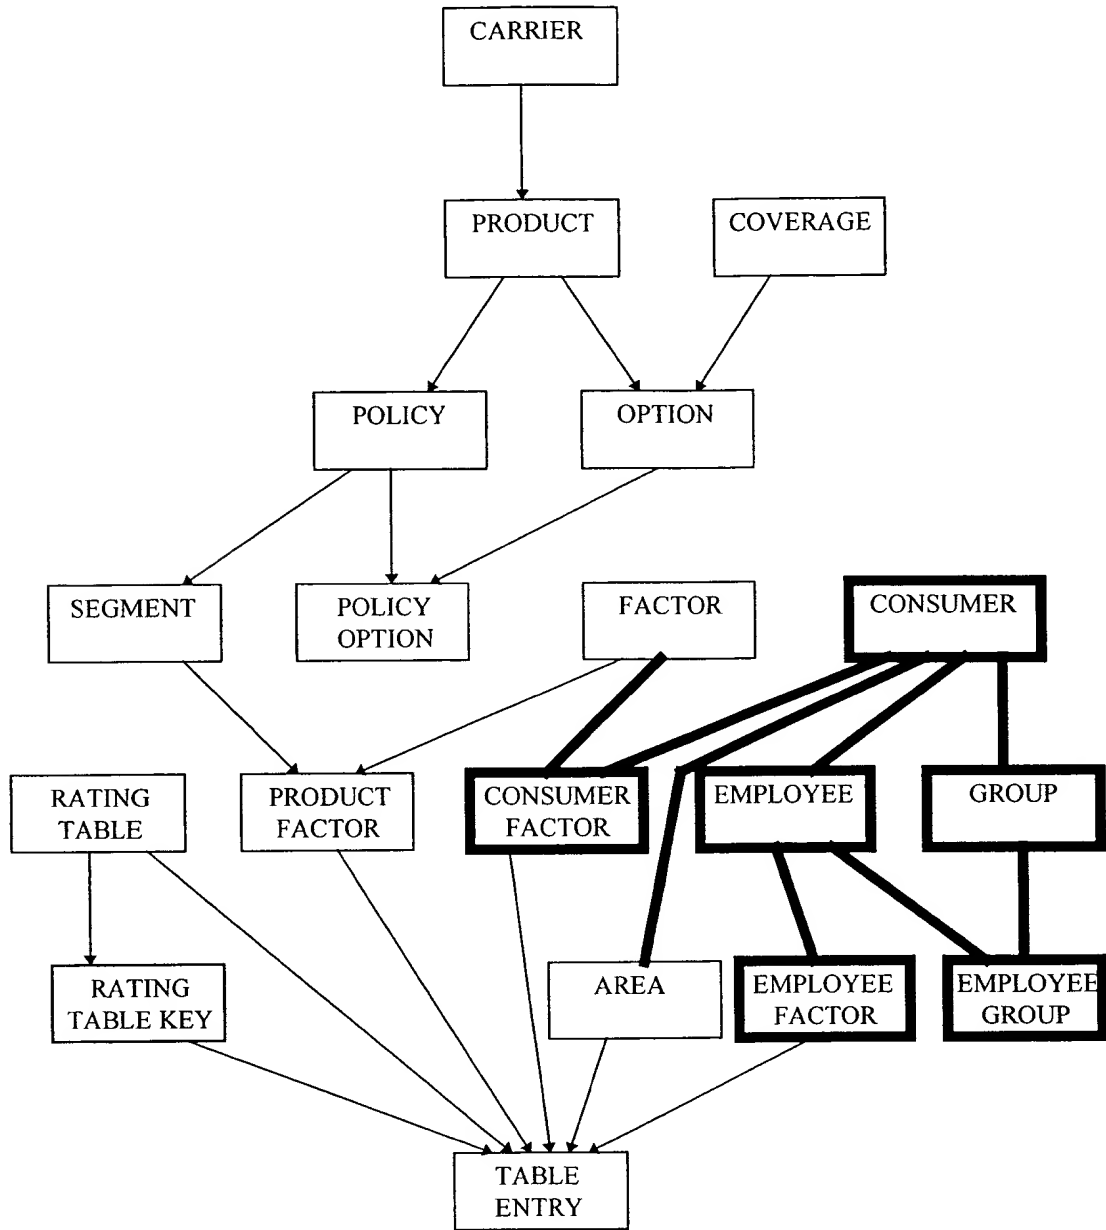 CARRIER
PRODUCT
COVERAGE
POLICY
OPTION
SEGMENT
POLICY
OPTION
FACTOR
CONSUMER
RATING
TABLE
PRODUCT
FACTOR
CONSUMER
FACTOR
EMPLOYEE
GROUP
RATING
TABLE KEY
AREA
EMPLOYEE
FACTOR
EMPLOYEE
GROUP
TABLE
ENTRY